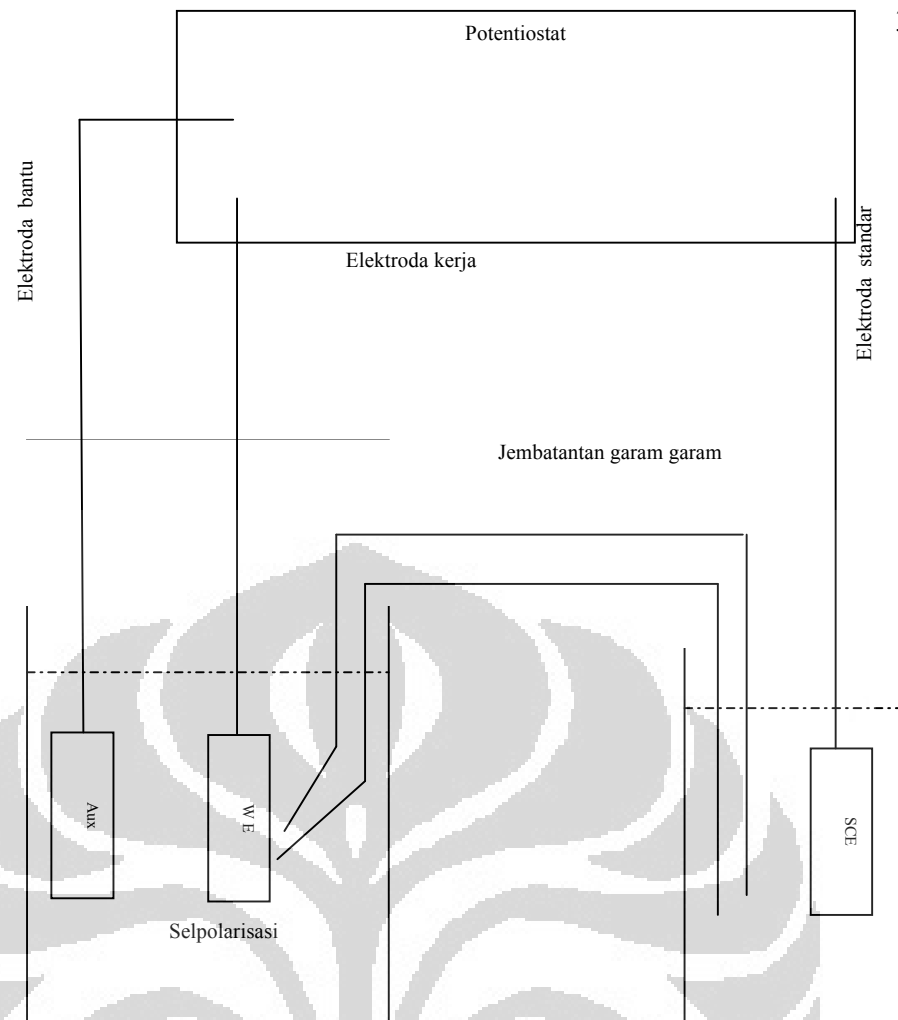 Potentiostat
Elektroda bantu
Elektroda kerja
Elektroda standar
Jembatantan garam garam
Aux
W E
SCE
Selpolarisasi